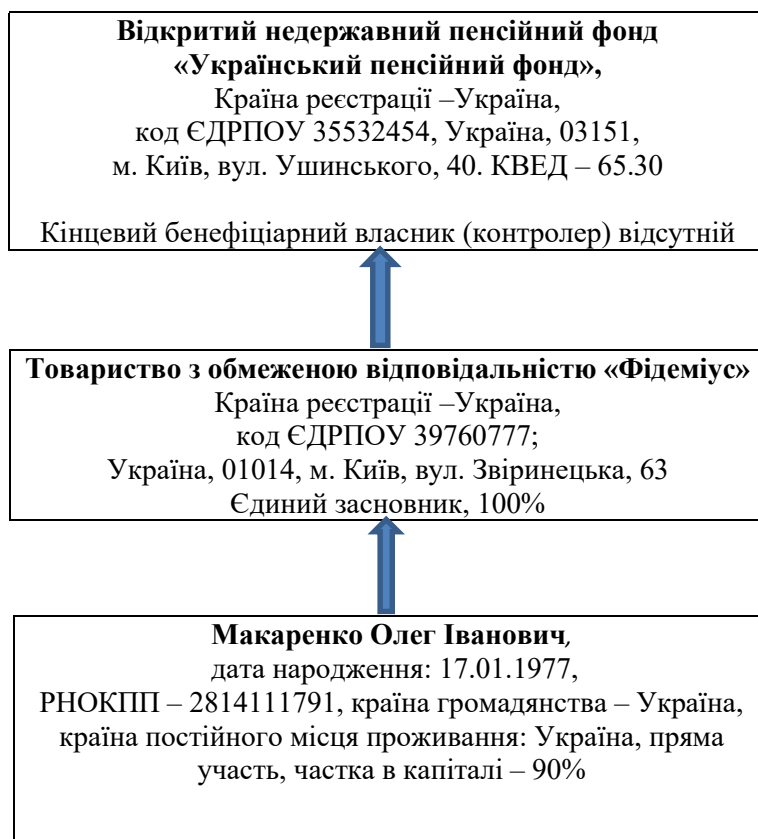 Відкритий недержавний пенсійний фонд
«Український пенсійний фонд»,
Країна реєстрації –Україна,
код ЄДРПОУ 35532454, Україна, 03151,
м. Київ, вул. Ушинського, 40. КВЕД – 65.30
Кінцевий бенефіціарний власник (контролер) відсутній
Товариство з обмеженою відповідальністю «Фідеміус»
Країна реєстрації –Україна,
код ЄДРПОУ 39760777;
Україна, 01014, м. Київ, вул. Звіринецька, 63
Єдиний засновник, 100%
Макаренко Олег Іванович,
дата народження: 17.01.1977,
РНОКПП – 2814111791, країна громадянства – Україна,
країна постійного місця проживання: Україна, пряма
участь, частка в капіталі – 90%